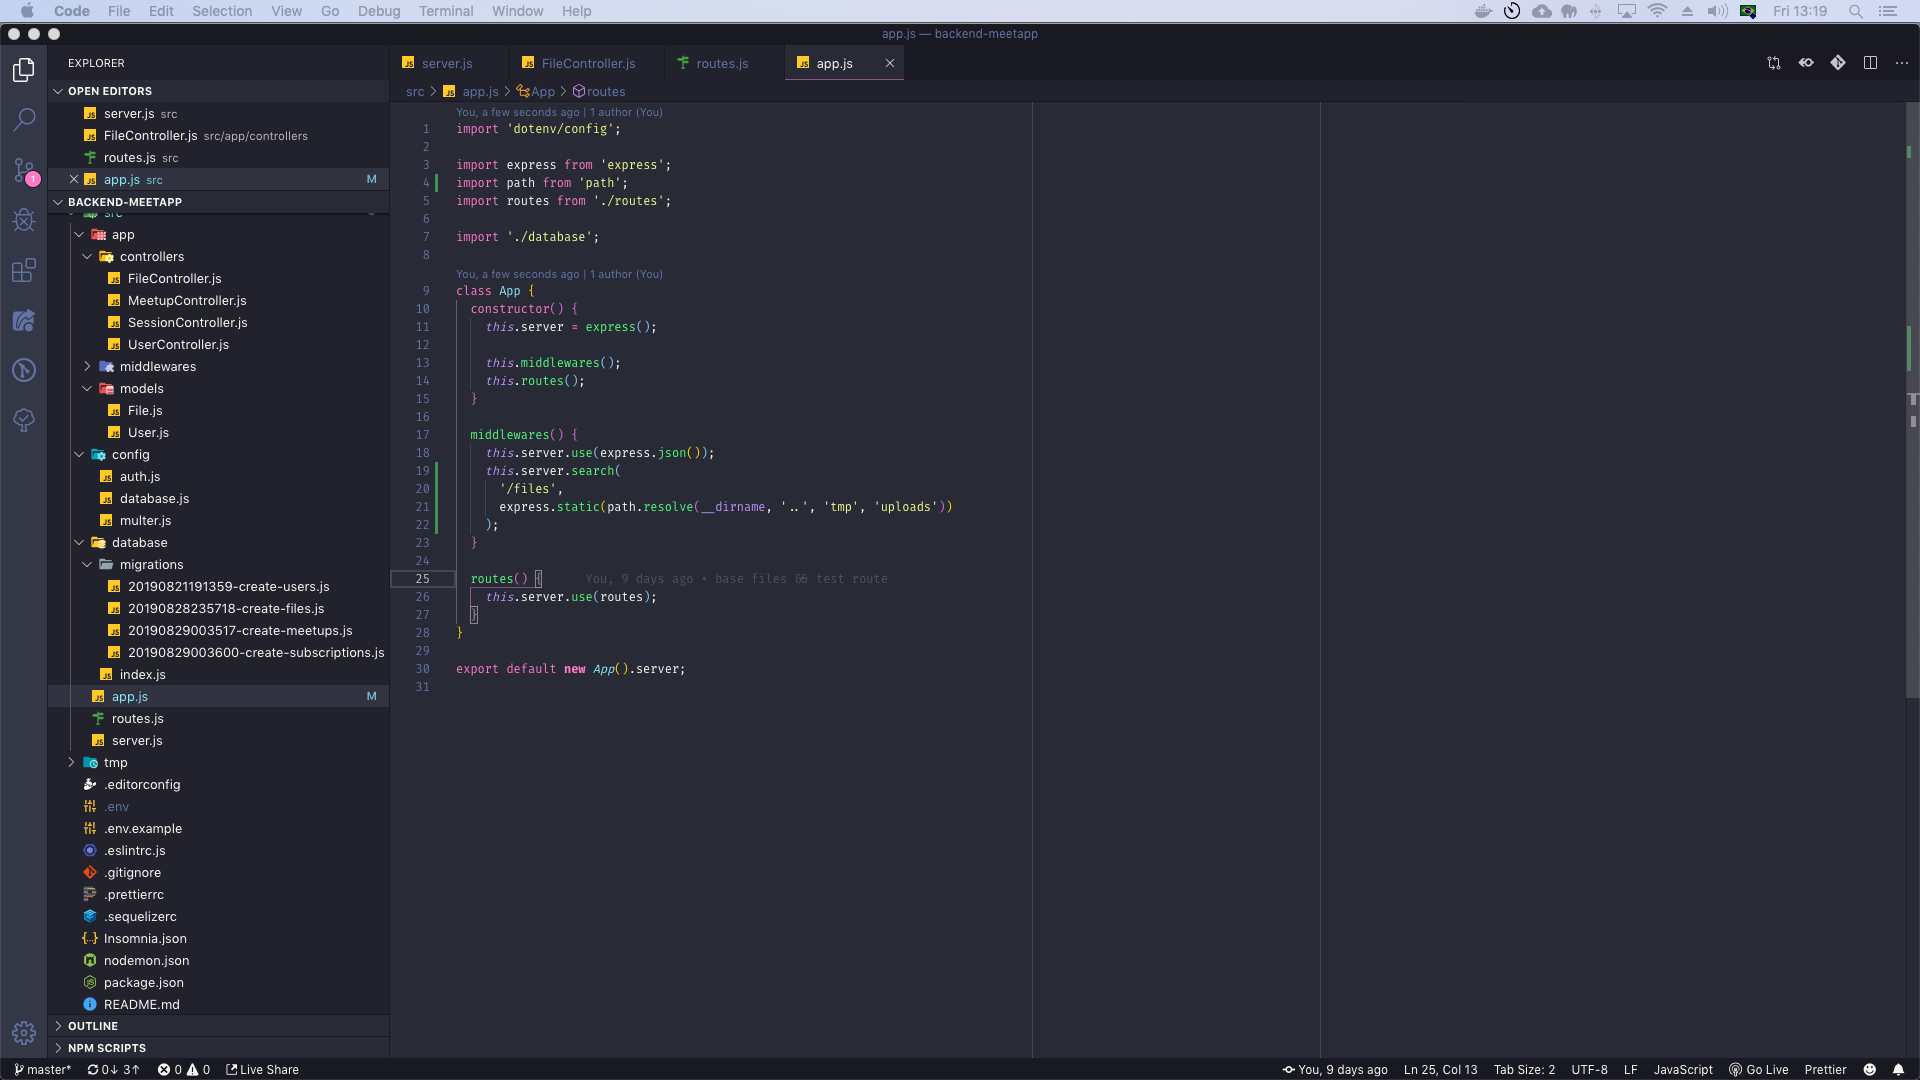 Code File Edit Selection View Go Debug Terminal Window Help
Fri 13:19
app.js — backend-meetapp
EXPLORER
OPEN EDITORS
server.js src
FileController.js src/app/controllers
routes.js src
app.js src M
BACKEND-MEETAPP
src
app
controllers
FileController.js
MeetupController.js
SessionController.js
UserController.js
middlewares
models
File.js
User.js
config
auth.js
database.js
multer.js
database
migrations
20190821191359-create-users.js
20190828235718-create-files.js
20190829003517-create-meetups.js
20190829003600-create-subscriptions.js
index.js
app.js M
routes.js
server.js
tmp
.editorconfig
.env
.env.example
.eslintrc.js
.gitignore
.prettierrc
.sequelizerc
Insomnia.json
nodemon.json
package.json
README.md
OUTLINE
NPM SCRIPTS
1
server.js FileController.js routes.js app.js
src > app.js > App > routes
You, a few seconds ago | 1 author (You)
1 import 'dotenv/config';
2
3 import express from 'express';
4 import path from 'path';
5 import routes from './routes';
6
7 import './database';
8
You, a few seconds ago | 1 author (You)
9 class App {
10 constructor() {
11 this.server = express();
12
13 this.middlewares();
14 this.routes();
15 }
16
17 middlewares() {
18 this.server.use(express.json());
19 this.server.search(
20 '/files',
21 express.static(path.resolve(__dirname, '..', 'tmp', 'uploads'))
22 );
23 }
24
25 routes() { You, 9 days ago • base files && test route
26 this.server.use(routes);
27 }
28 }
29
30 export default new App().server;
31
master* 0↓ 3↑ 0 0 Live Share
You, 9 days ago Ln 25, Col 13 Tab Size: 2 UTF-8 LF JavaScript Go Live Prettier